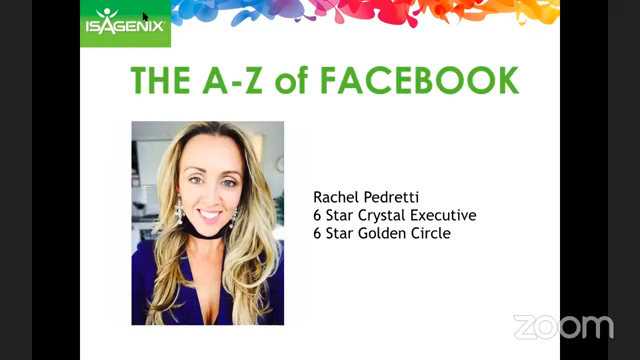 ISAGENIX
THE A-Z of FACEBOOK
Rachel Pedretti
6 Star Crystal Executive
6 Star Golden Circle
zoom